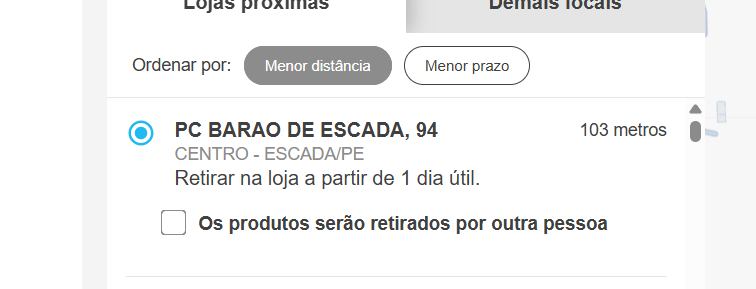 Lojas próximas
Demais locais
Ordenar por:
Menor distância
Menor prazo
PC BARAO DE ESCADA, 94
103 metros
CENTRO - ESCADA/PE
Retirar na loja a partir de 1 dia útil.
Os produtos serão retirados por outra pessoa